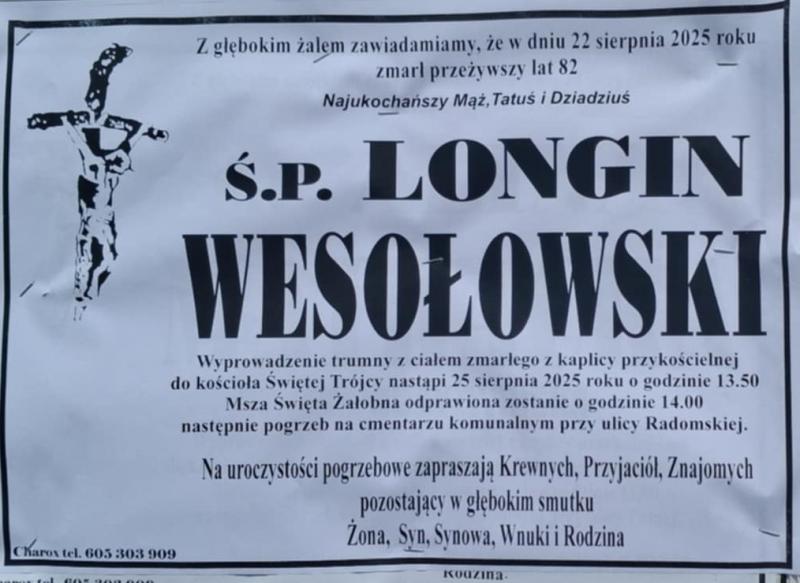 Z głębokim żalem zawiadamiamy, że w dniu 22 sierpnia 2025 roku
zmarł przeżywszy lat 82
Najukochańszy Mąż, Tatuś i Dziadziuś
Ś.P. LONGIN
WESOŁOWSKI
Wyprowadzenie trumny z ciałem zmarłego z kaplicy przykościelnej
do kościoła Świętej Trójcy nastąpi 25 sierpnia 2025 roku o godzinie 13.50
Msza Święta Żałobna odprawiona zostanie o godzinie 14.00
następnie pogrzeb na cmentarzu komunalnym przy ulicy Radomskiej.
Na uroczystości pogrzebowe zapraszają Krewnych, Przyjaciół, Znajomych
pozostający w głębokim smutku
Żona, Syn, Synowa, Wnuki i Rodzina
Charos tel. 605 303 909
Rodzina.